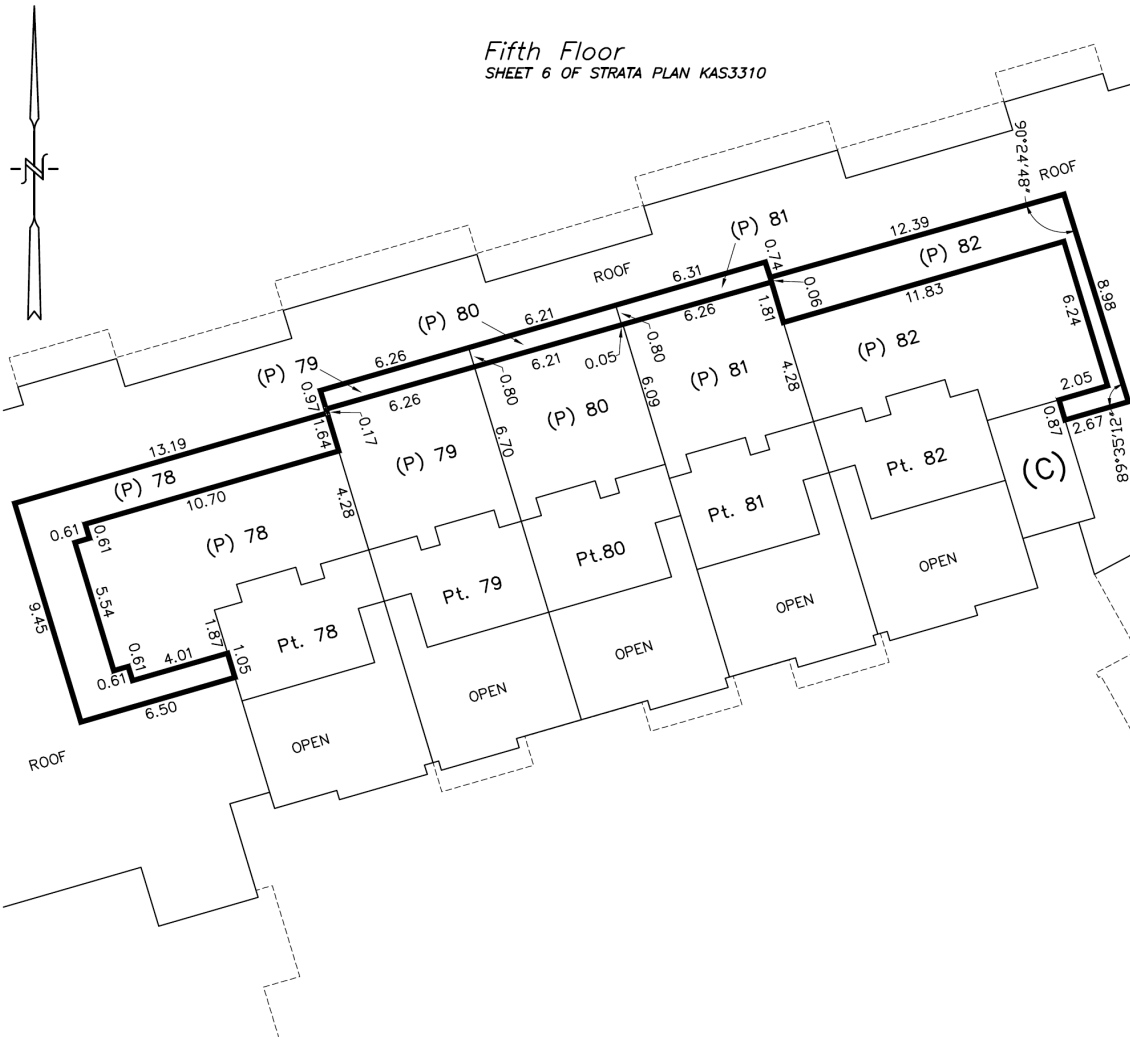 Fifth Floor
SHEET 6 OF STRATA PLAN KAS3310
N
90°24'48"
ROOF
12.39
(P) 82
(P) 81
0.74
0.06
11.83
8.98
6.24
ROOF
6.31
6.26
1.81
(P) 80
6.21
6.21
0.05
0.80
(P) 79
6.26
6.26
0.80
0.97
0.17
1.64
13.19
(P) 78
10.70
(P) 82
4.28
2.05
0.87
2.67
89°35'12"
(P) 81
6.09
(P) 80
6.70
(P) 79
4.28
(P) 78
0.61
0.61
5.54
9.45
0.61
0.61
4.01
1.87
1.05
6.50
Pt. 82
(C)
Pt. 81
Pt.80
Pt. 79
Pt. 78
OPEN
OPEN
OPEN
OPEN
OPEN
ROOF